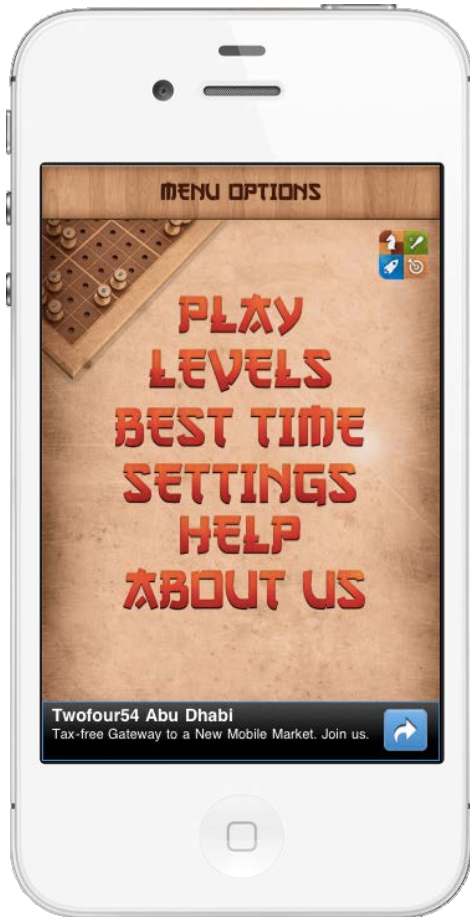 MENU OPTIONS
PLAY
LEVELS
BEST TIME
SETTINGS
HELP
ABOUT US
Twofour54 Abu Dhabi
Tax-free Gateway to a New Mobile Market. Join us.